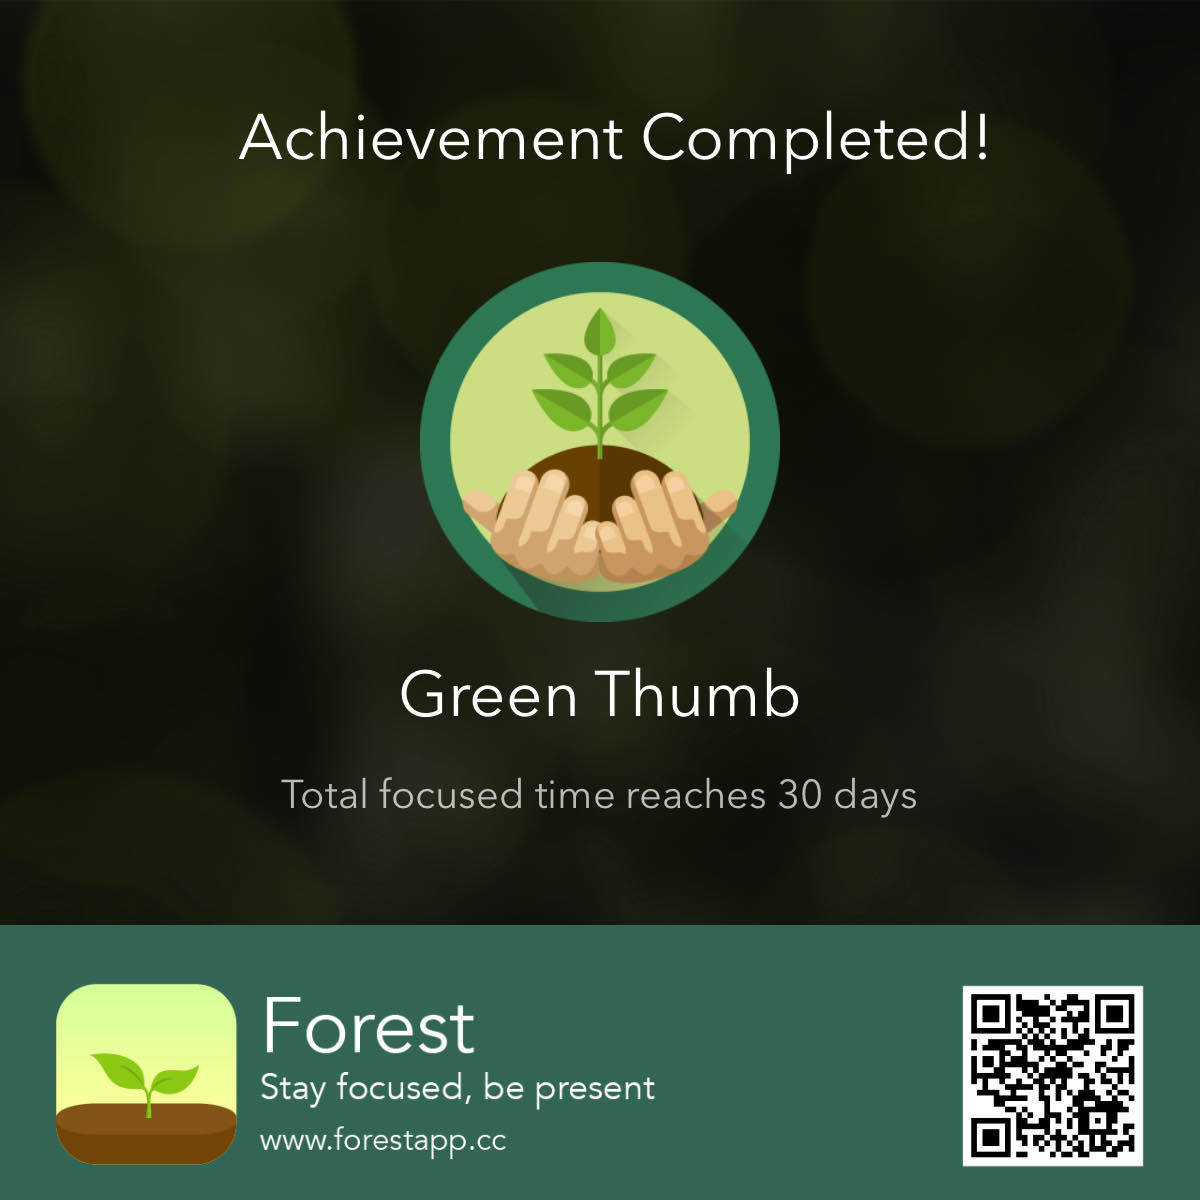 Achievement Completed!
Green Thumb
Total focused time reaches 30 days
Forest
Stay focused, be present
www.forestapp.cc